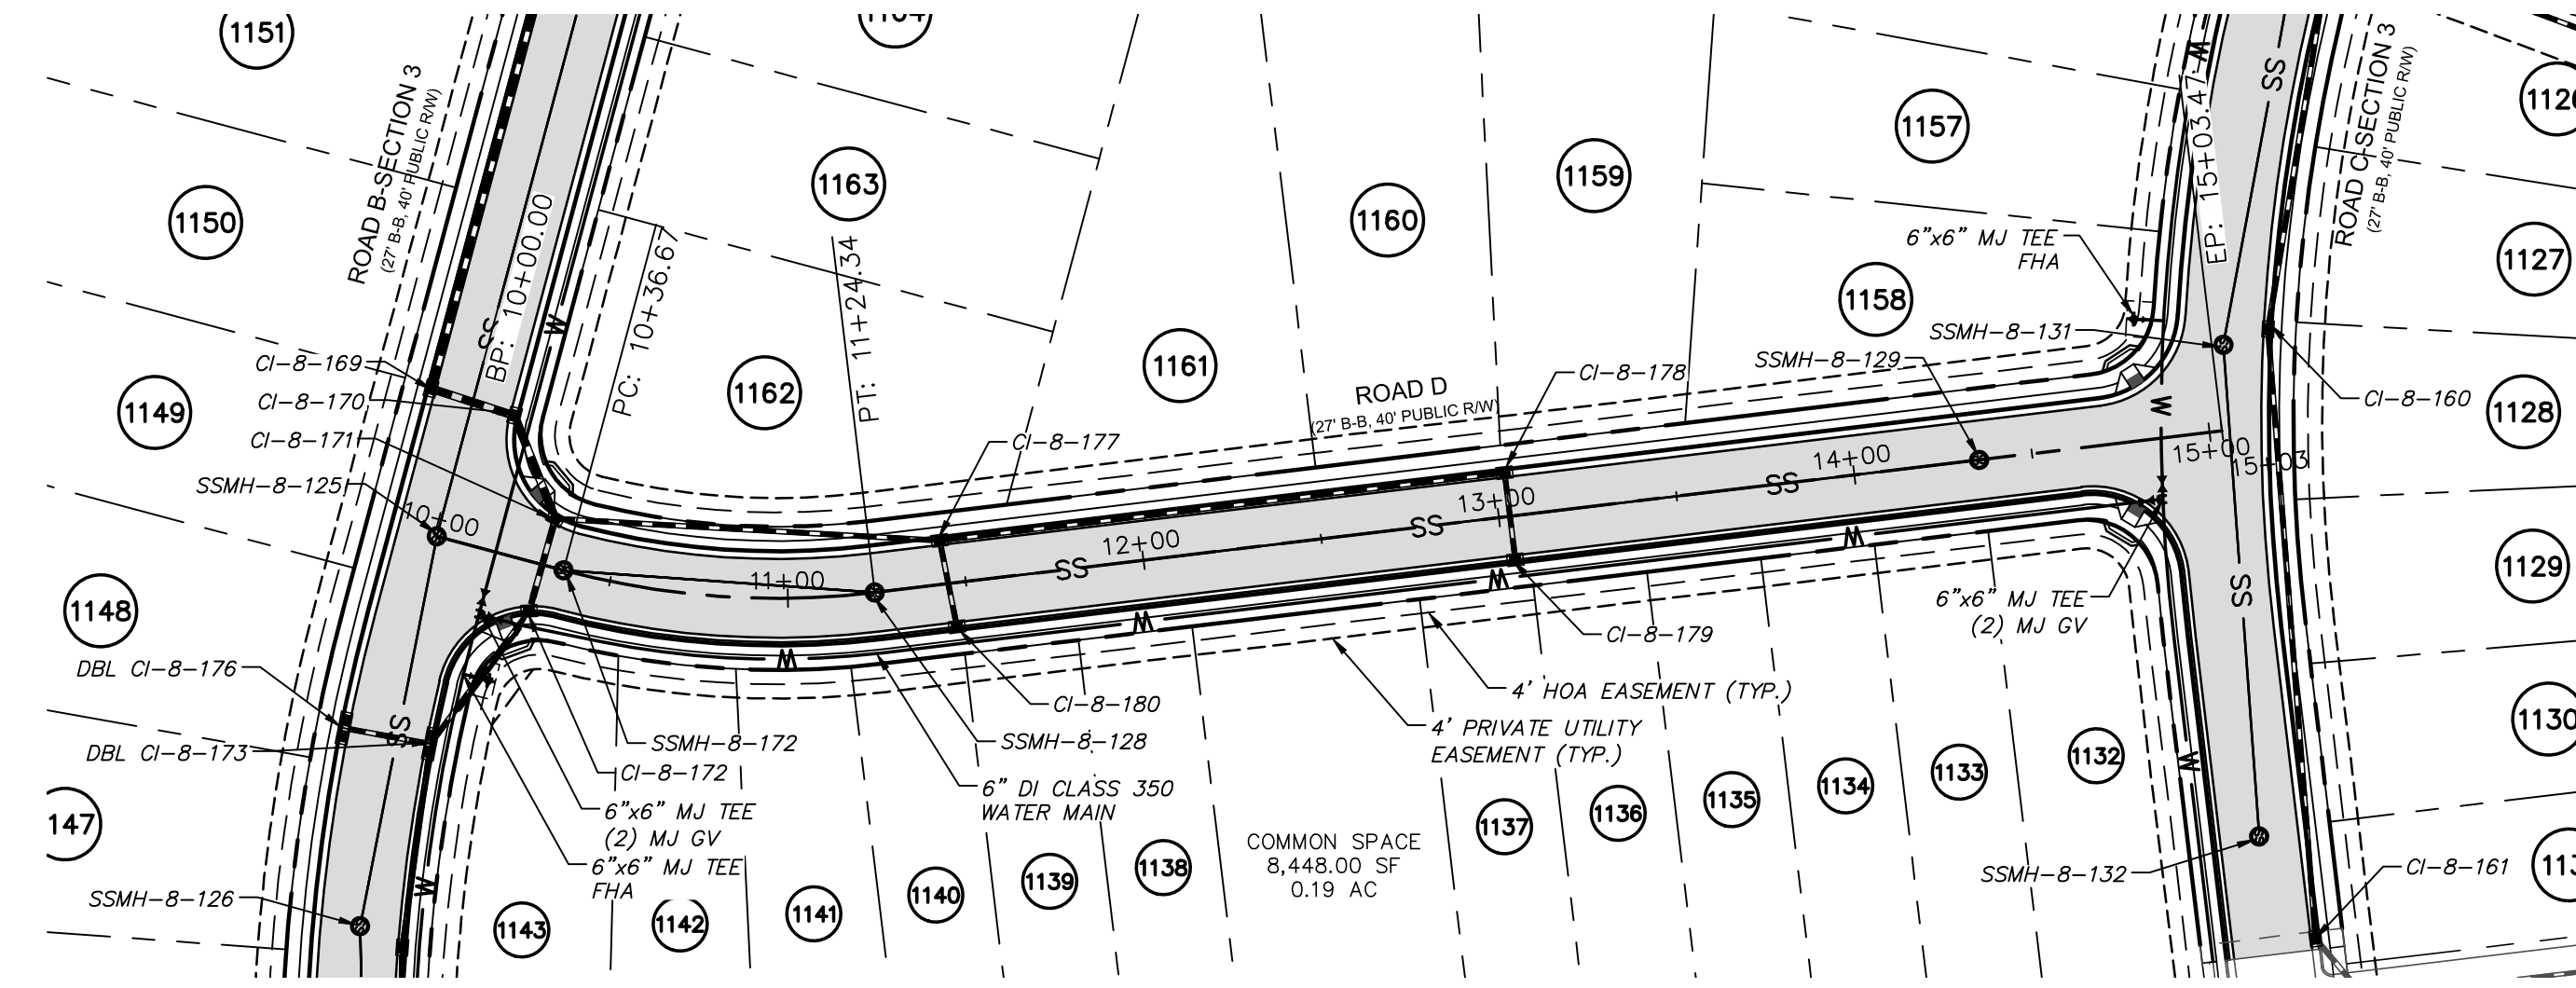 1151
1164
ROAD B-SECTION 3
(27' B-B, 40' PUBLIC R/W)
1150
1149
1148
147
CI-8-169
CI-8-170
CI-8-171
SSMH-8-125
DBL CI-8-176
DBL CI-8-173
SSMH-8-126
SS
BP: 10+00.00
W
PC: 10+36.67
PT: 11+24.34
1163
1162
1161
1160
1159
1157
1158
10+00
11+00
12+00
13+00
14+00
15+00
15+03
SS
SS
SS
SS
W
W
W
W
W
CI-8-177
ROAD D
(27' B-B, 40' PUBLIC R/W)
CI-8-178
SSMH-8-129
SSMH-8-131
6"x6" MJ TEE
FHA
W
EP: 15+03.47
SS
ROAD C-SECTION 3
(27' B-B, 40' PUBLIC R/W)
1127
1128
1129
1130
CI-8-160
W
SS
W
6"x6" MJ TEE
(2) MJ GV
CI-8-179
4' HOA EASEMENT (TYP.)
4' PRIVATE UTILITY
EASEMENT (TYP.)
CI-8-180
SSMH-8-128
6" DI CLASS 350
WATER MAIN
SSMH-8-172
CI-8-172
6"x6" MJ TEE
(2) MJ GV
6"x6" MJ TEE
FHA
1143
1142
1141
1140
1139
1138
COMMON SPACE
8,448.00 SF
0.19 AC
1137
1136
1135
1134
1133
1132
SSMH-8-132
CI-8-161